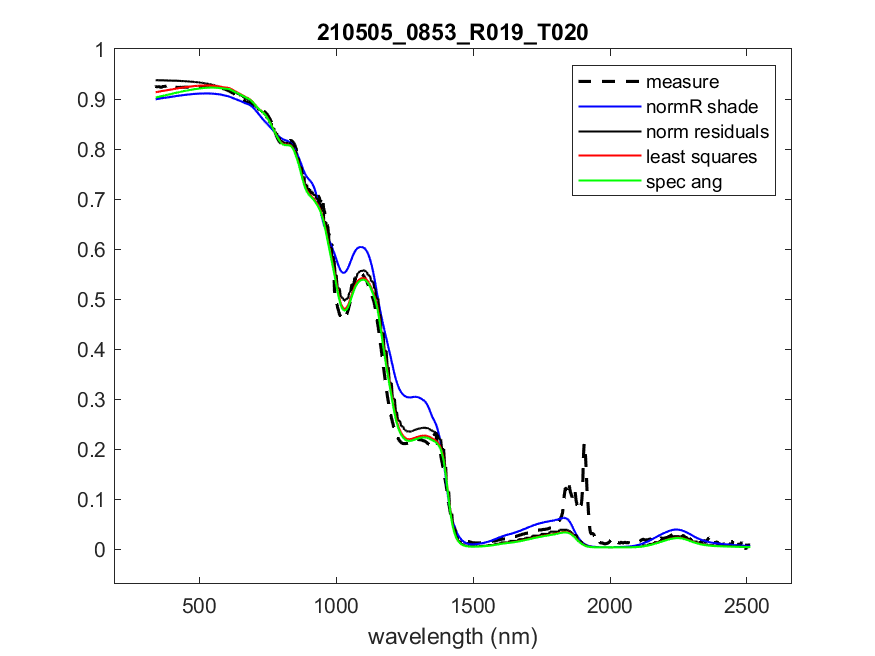 210505_0853_R019_T020
measure
normR shade
norm residuals
least squares
spec ang
1
0.9
0.8
0.7
0.6
0.5
0.4
0.3
0.2
0.1
0
500
1000
1500
2000
2500
wavelength (nm)